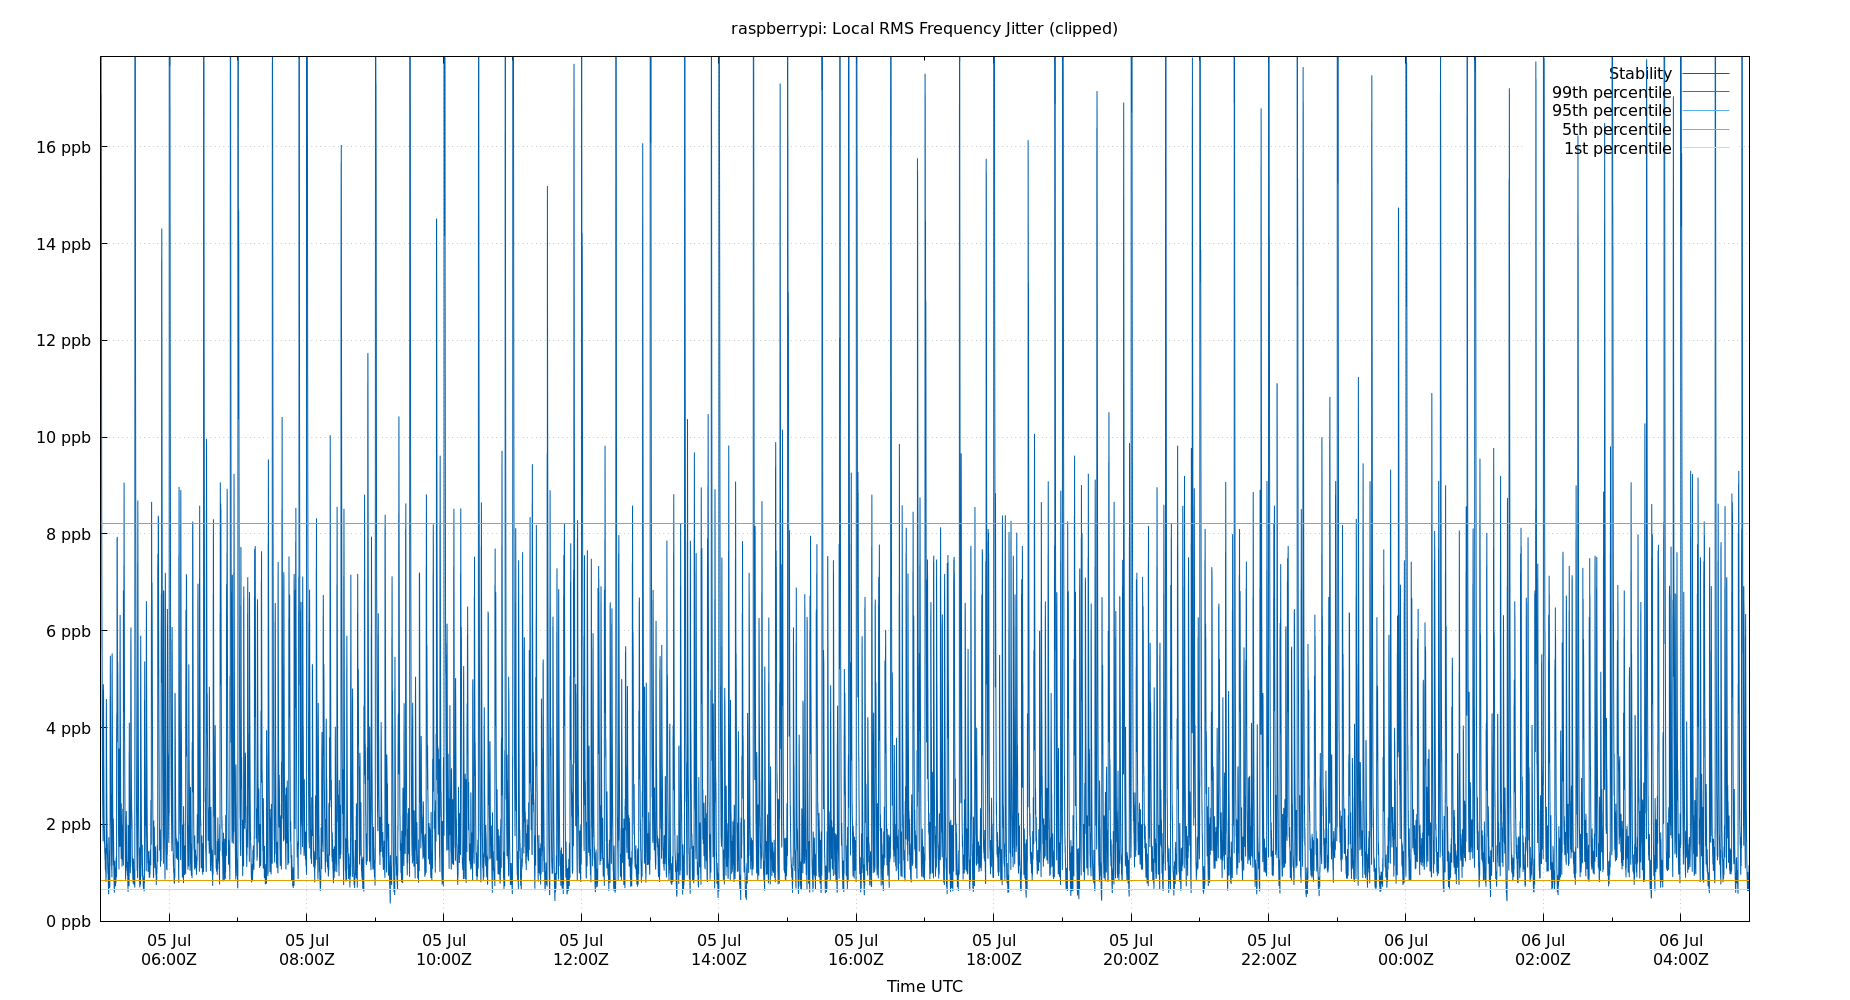 raspberrypi: Local RMS Frequency Jitter (clipped)
Stability
99th percentile
95th percentile
5th percentile
1st percentile
16 ppb
14 ppb
12 ppb
10 ppb
8 ppb
6 ppb
4 ppb
2 ppb
0 ppb
05 Jul 05 Jul 05 Jul 05 Jul 05 Jul 05 Jul 05 Jul 05 Jul 05 Jul 06 Jul 06 Jul 06 Jul
06:00Z 08:00Z 10:00Z 12:00Z 14:00Z 16:00Z 18:00Z 20:00Z 22:00Z 00:00Z 02:00Z 04:00Z
Time UTC